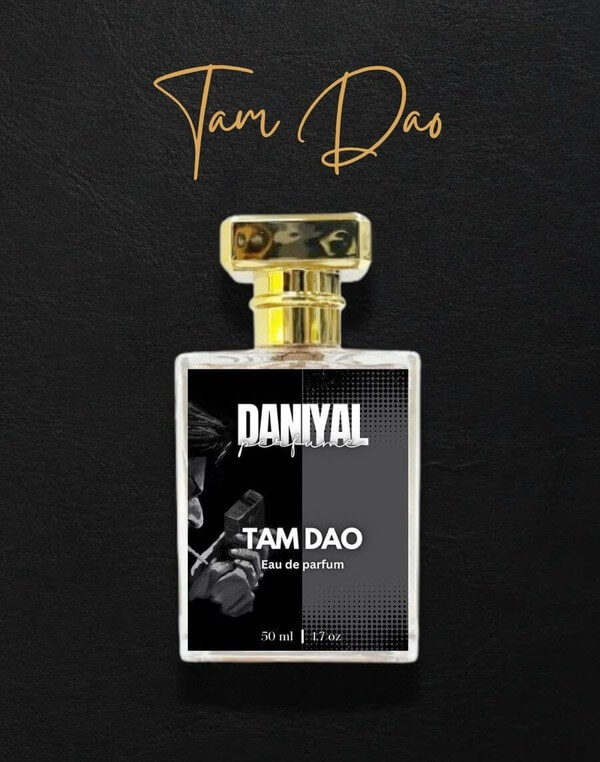 Tam Dao
DANIYAL
perfume
TAM DAO
Eau de parfum
50 ml | 1.7 oz